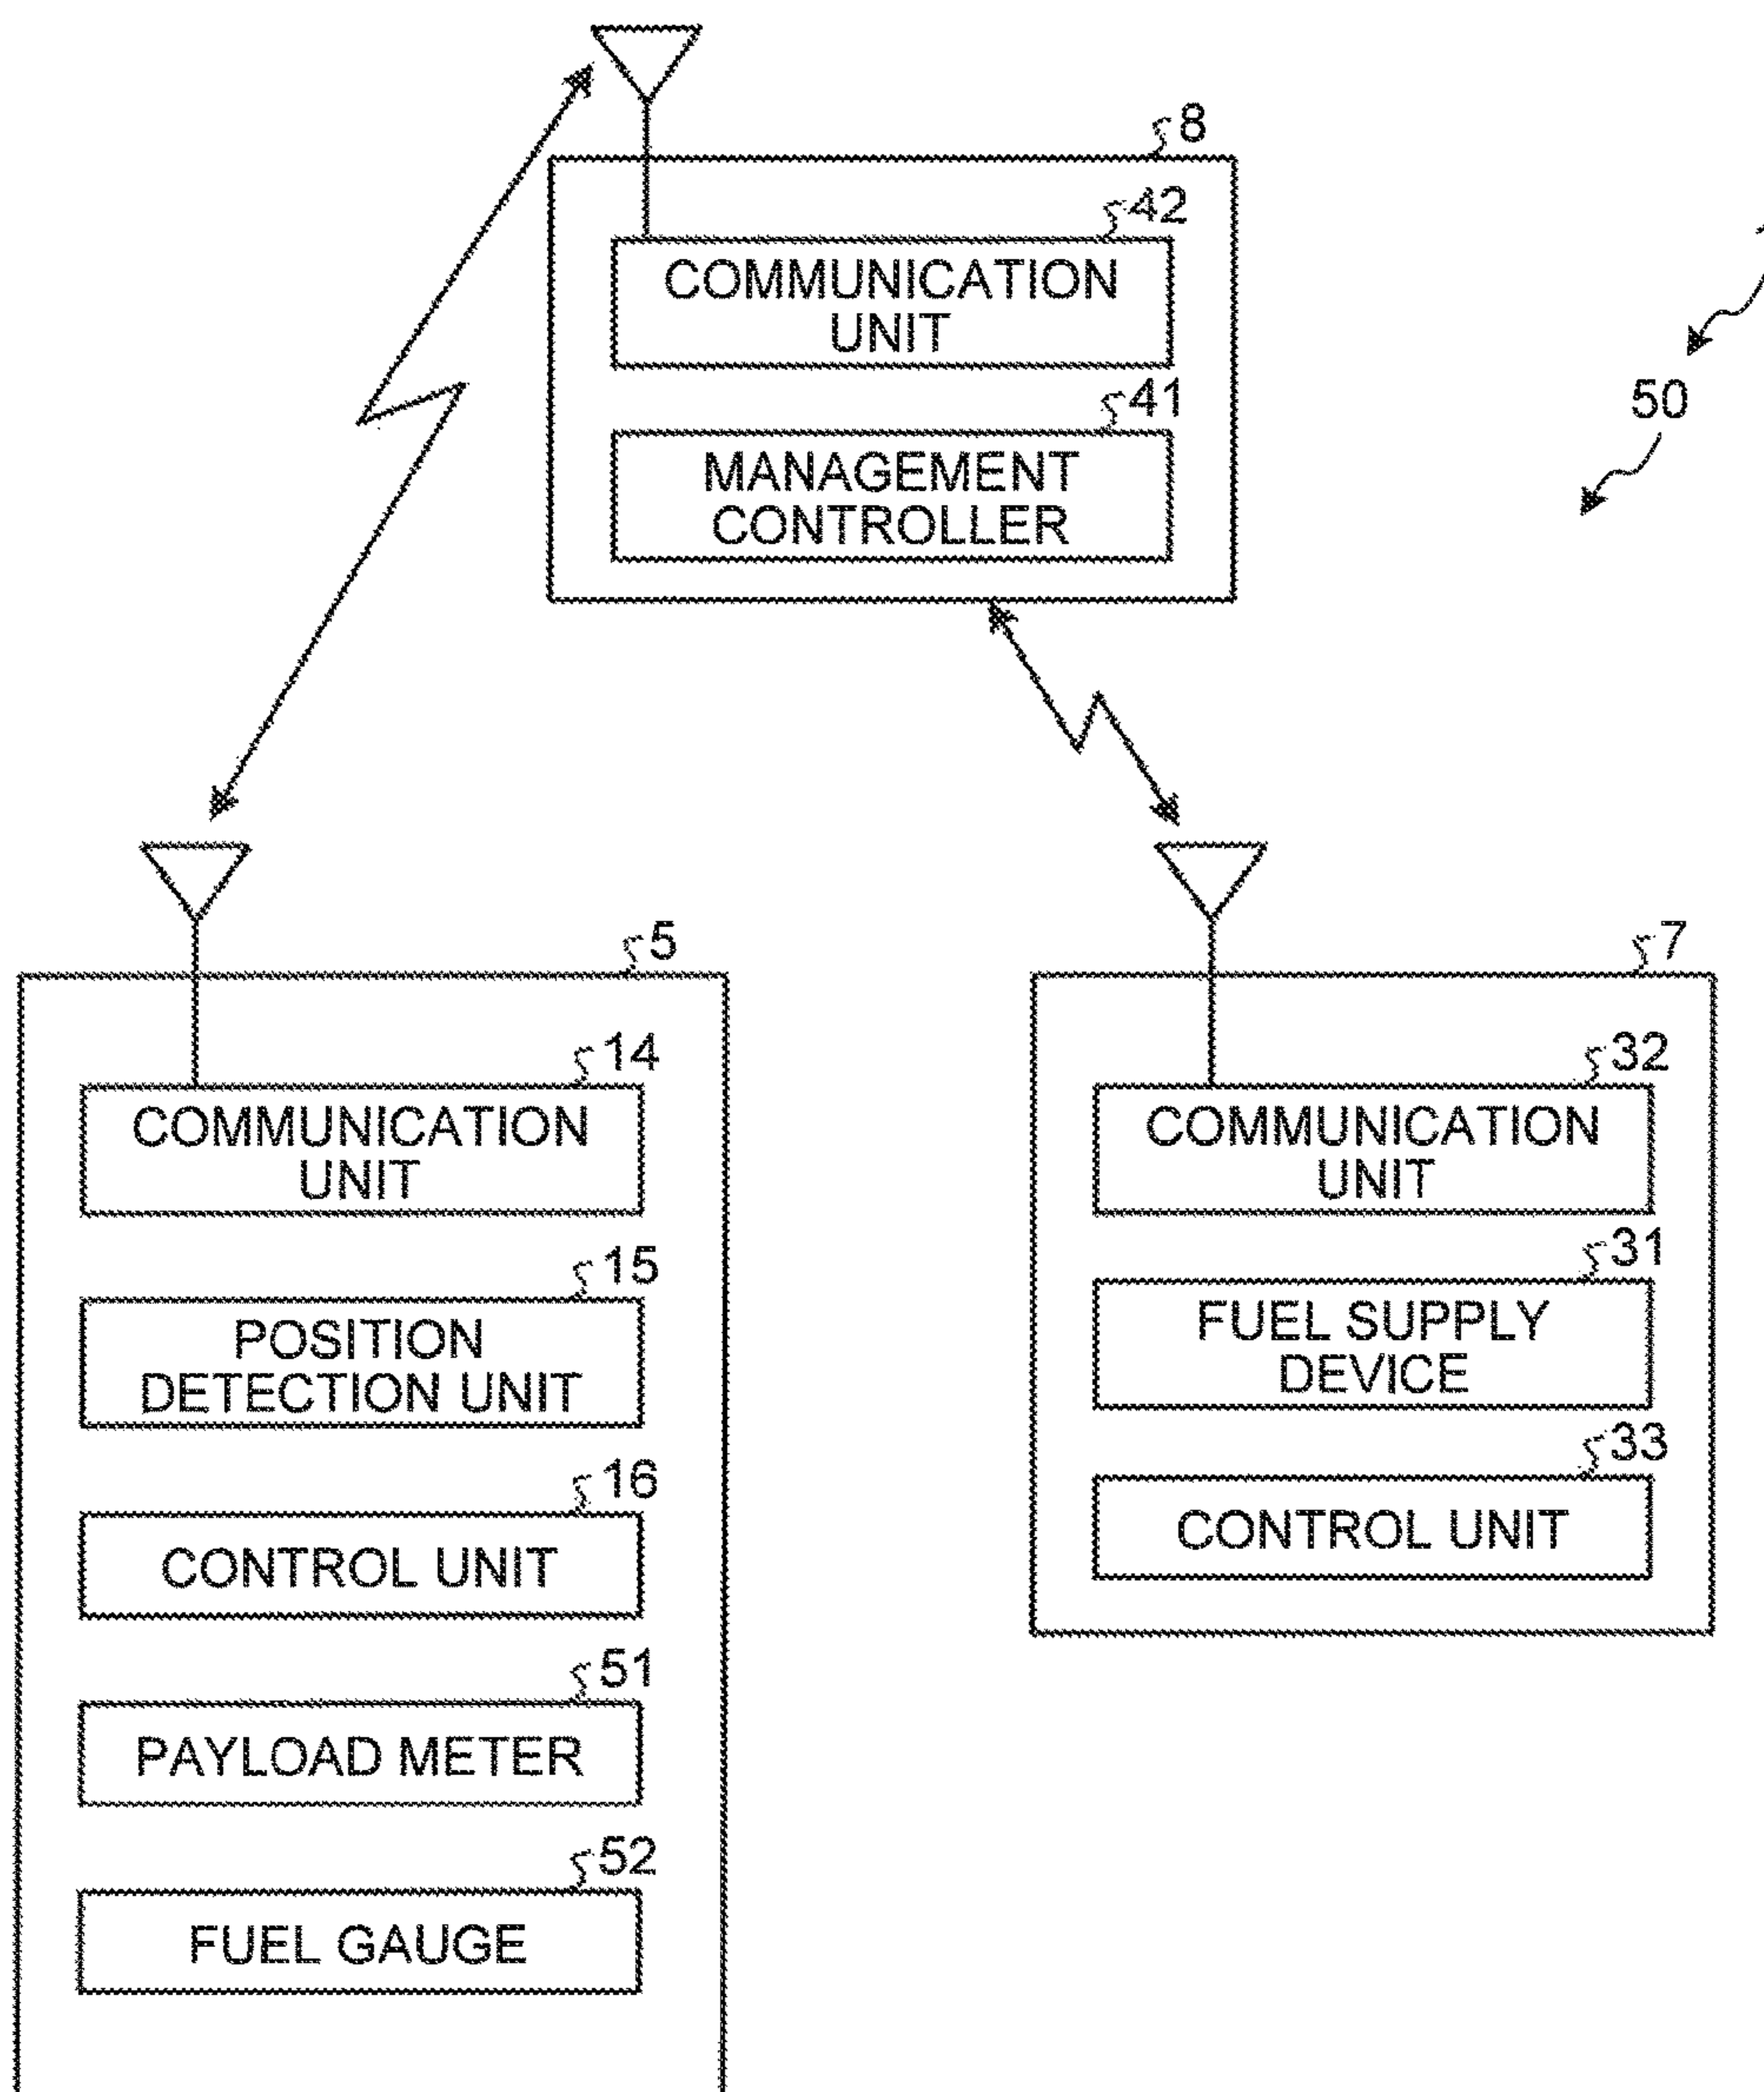 8
42
COMMUNICATION
UNIT
41
MANAGEMENT
CONTROLLER
50
5
14
COMMUNICATION
UNIT
15
POSITION
DETECTION UNIT
16
CONTROL UNIT
51
PAYLOAD METER
52
FUEL GAUGE
7
32
COMMUNICATION
UNIT
31
FUEL SUPPLY
DEVICE
33
CONTROL UNIT